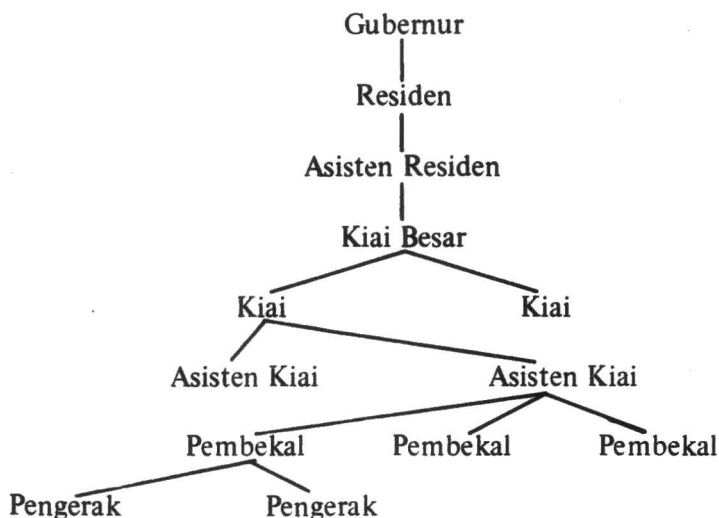 Gubernur
Residen
Asisten Residen
Kiai Besar
Kiai Kiai
Asisten Kiai Asisten Kiai
Pembekal Pembekal Pembekal
Pengerak Pengerak